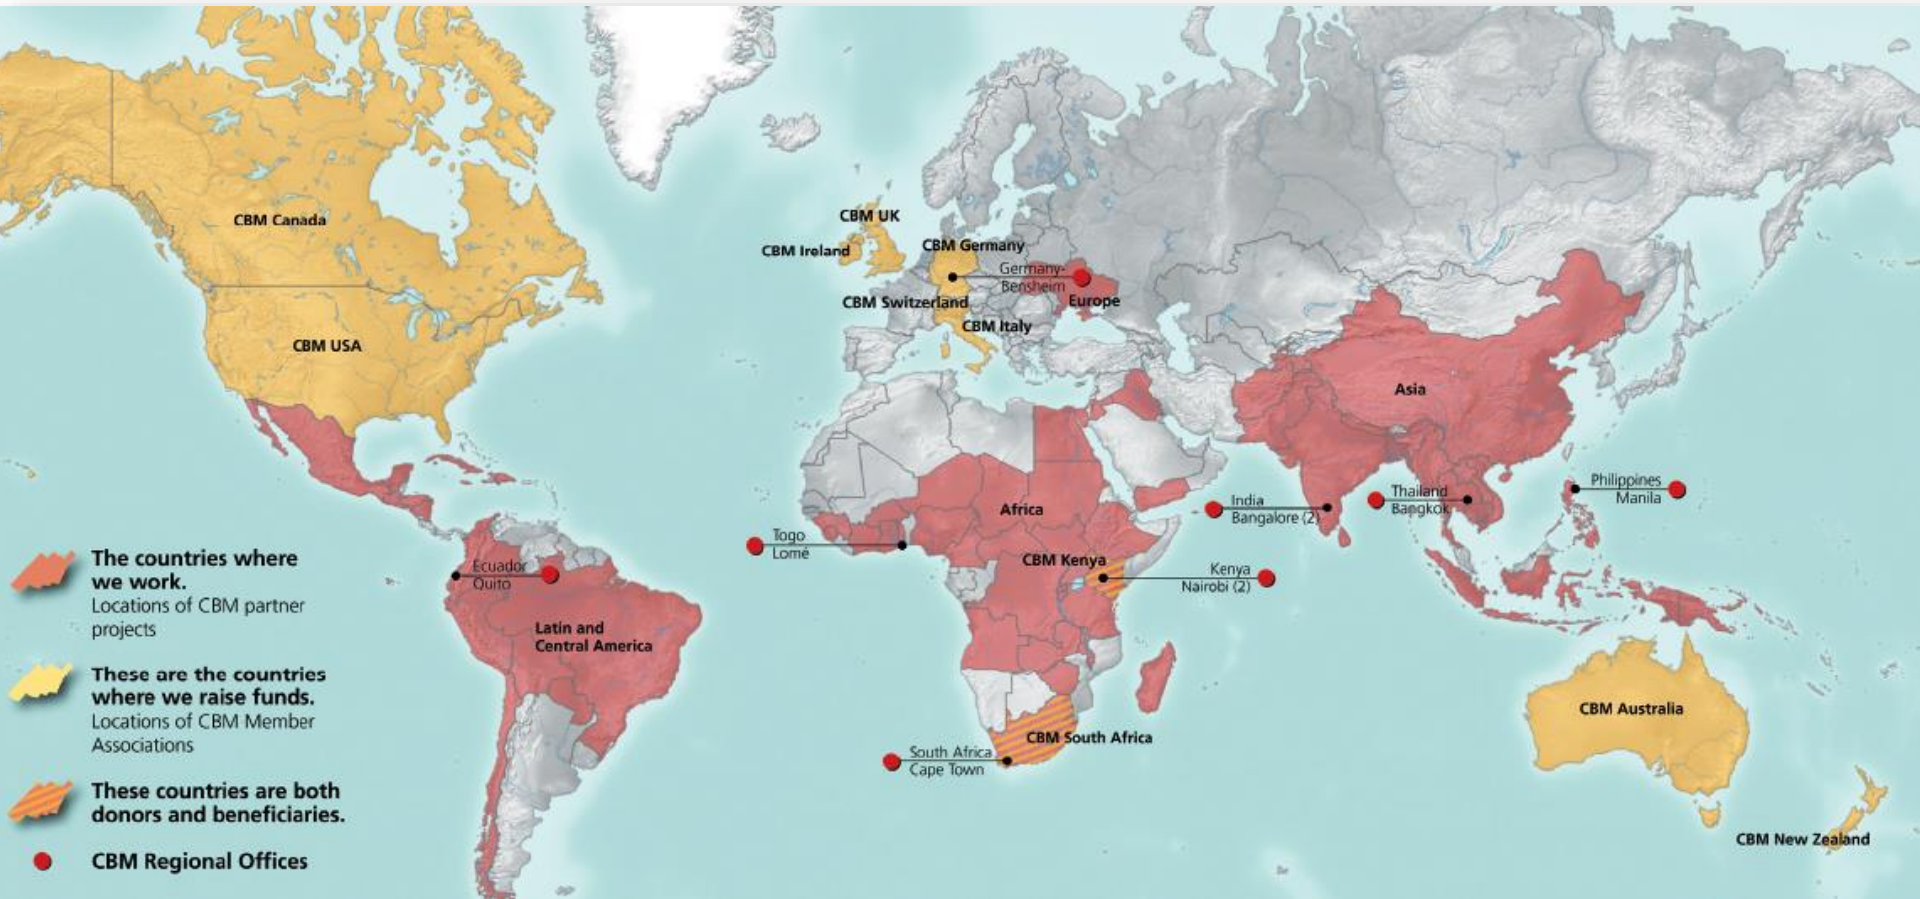 CBM Canada
CBM USA
CBM UK
CBM Ireland
CBM Germany
Germany-
Bensheim
CBM Switzerland
Europe
CBM Italy
Asia
Africa
India
Bangalore (2)
Thailand
Bangkok
Philippines
Manila
Togo
Lomé
CBM Kenya
Kenya
Nairobi (2)
Ecuador
Quito
Latin and
Central America
CBM South Africa
South Africa
Cape Town
CBM Australia
CBM New Zealand
The countries where
we work.
Locations of CBM partner
projects
These are the countries
where we raise funds.
Locations of CBM Member
Associations
These countries are both
donors and beneficiaries.
CBM Regional Offices